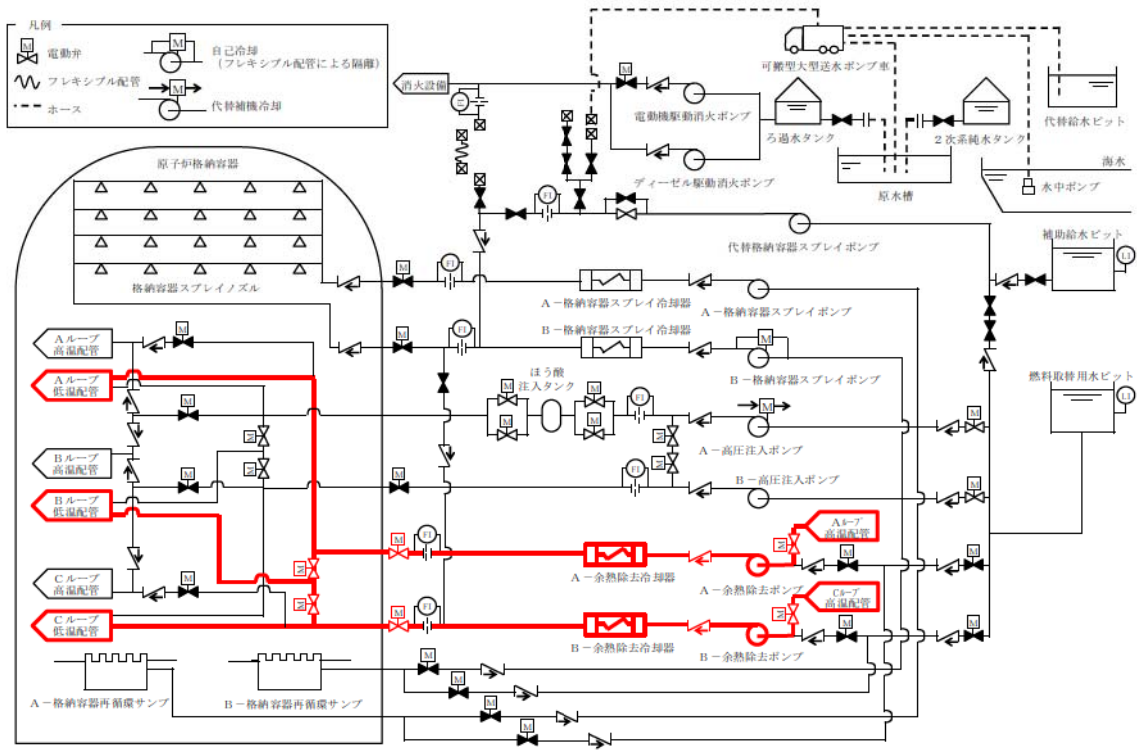 凡例
M
電動弁
M
自己冷却
(フレキシブル配管による隔離)
フレキシブル配管
M
ホース
代替補機冷却
消火設備
M
FI
電動機駆動消火ポンプ
ディーゼル駆動消火ポンプ
可搬型大型送水ポンプ車
ろ過水タンク
2次系純水タンク
代替給水ピット
原水槽
海水
水中ポンプ
原子炉格納容器
格納容器スプレイノズル
FI
代替格納容器スプレイポンプ
補助給水ピット
LI
M
FI
A-格納容器スプレイ冷却器
A-格納容器スプレイポンプ
B-格納容器スプレイ冷却器
M
FI
M
B-格納容器スプレイポンプ
燃料取替用水ピット
LI
Aループ
高温配管
M
Aループ
低温配管
ほう酸
注入タンク
M
M
M
M
M
FI
M
A-高圧注入ポンプ
M
M
M
Bループ
高温配管
M
M
M
FI
M
B-高圧注入ポンプ
M
Bループ
低温配管
Aループ
高温配管
M
M
FI
M
M
M
A-余熱除去冷却器
A-余熱除去ポンプ
Cループ
高温配管
M
M
Cループ
高温配管
M
Cループ
低温配管
M
FI
M
M
M
B-余熱除去冷却器
B-余熱除去ポンプ
M
M
M
M
A-格納容器再循環サンプ
B-格納容器再循環サンプ